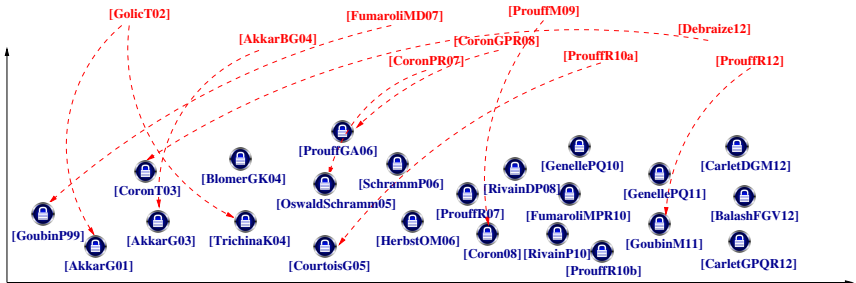 [GolicT02]
[FumaroliMD07]
[ProuffM09]
[Debraize12]
[AkkarBG04]
[CoronGPR08]
[CoronPR07]
[ProuffR10a]
[ProuffR12]
[ProuffGA06]
[GenellePQ10]
[CarletDGM12]
[BlomerGK04]
[CoronT03]
[SchrammP06]
[RivainDP08]
[GenellePQ11]
[OswaldSchramm05]
[ProuffR07]
[FumaroliMPR10]
[BalashFGV12]
[GoubinP99]
[AkkarG03]
[TrichinaK04]
[HerbstOM06]
[Coron08]
[RivainP10]
[GoubinM11]
[AkkarG01]
[CourtoisG05]
[ProuffR10b]
[CarletGPQR12]